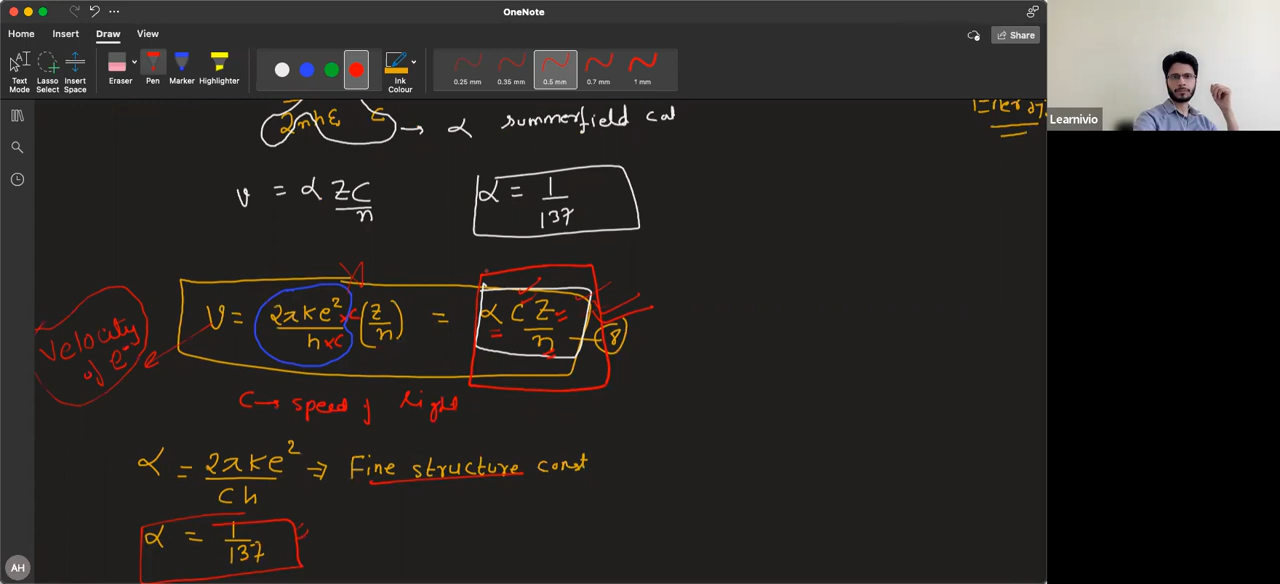 OneNote
Home Insert Draw View
Share
Text Mode Lasso Select Insert Space Eraser Pen Marker Highlighter Ink Colour 0.25 mm 0.35 mm 0.5 mm 0.7 mm 1 mm
Learnivio
→ α summerfield
v = α ZC/n
α = 1/137
V = 2πke²×c/h×c (Z/n) = α C Z/n — 8
Velocity of e⁻
C → speed of light
α = 2πke²/Ch ⇒ Fine structure const
α = 1/137
AH